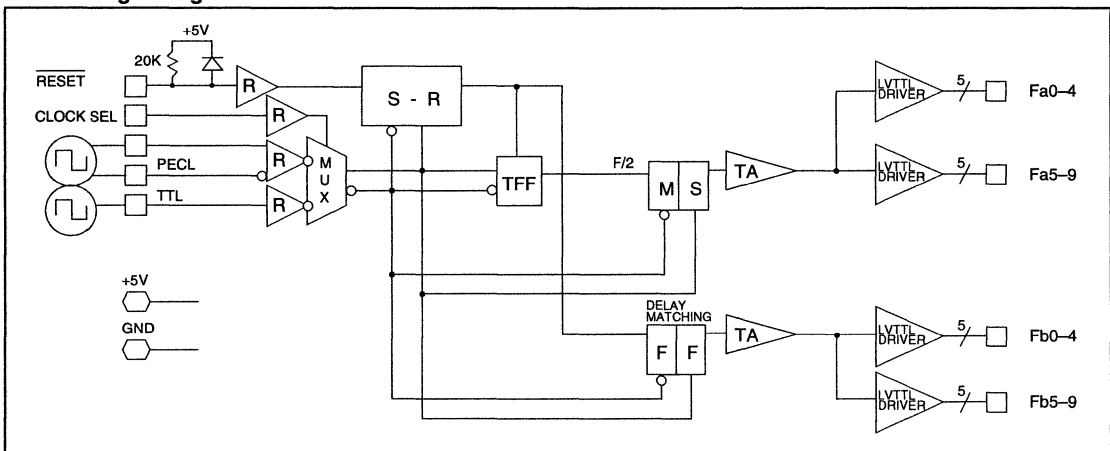 +5V
20K
RESET
R
S - R
CLOCK SEL
R
PECL
R
MUX
TTL
R
TFF
F/2
M S
TA
LVTTL
DRIVER
5
Fa0–4
LVTTL
DRIVER
5
Fa5–9
+5V
GND
DELAY
MATCHING
F F
TA
LVTTL
DRIVER
5
Fb0–4
LVTTL
DRIVER
5
Fb5–9